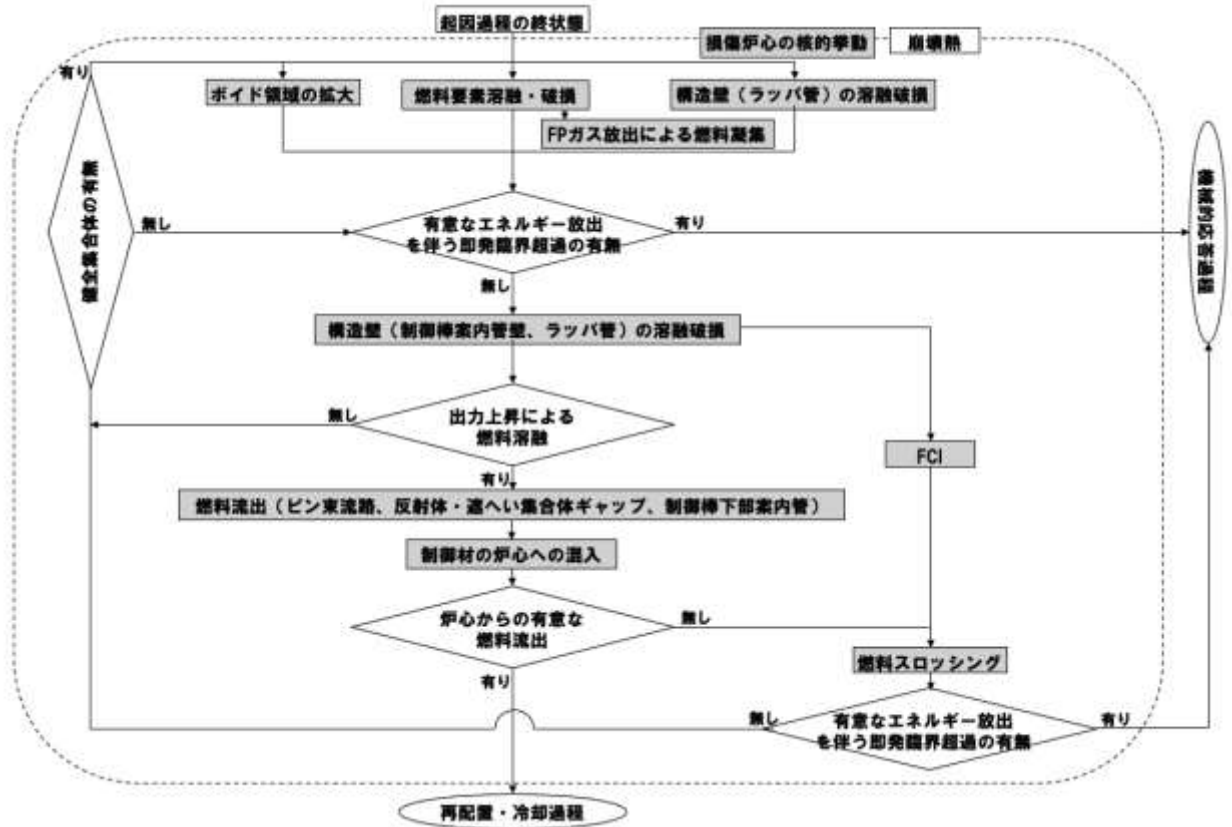 起因過程の終状態
損傷炉心の核的挙動
崩壊熱
有り
ボイド領域の拡大
燃料要素溶融・破損
構造壁（ラッパ管）の溶融破損
FPガス放出による燃料凝集
健全集合体の有無
無し
有意なエネルギー放出
を伴う即発臨界超過の有無
有り
機械的応答過程
無し
構造壁（制御棒案内管壁、ラッパ管）の溶融破損
無し
出力上昇による
燃料溶融
FCI
有り
燃料流出（ピン束流路、反射体・遮へい集合体ギャップ、制御棒下部案内管）
制御材の炉心への混入
炉心からの有意な
燃料流出
無し
燃料スロッシング
有り
無し
有意なエネルギー放出
を伴う即発臨界超過の有無
有り
再配置・冷却過程